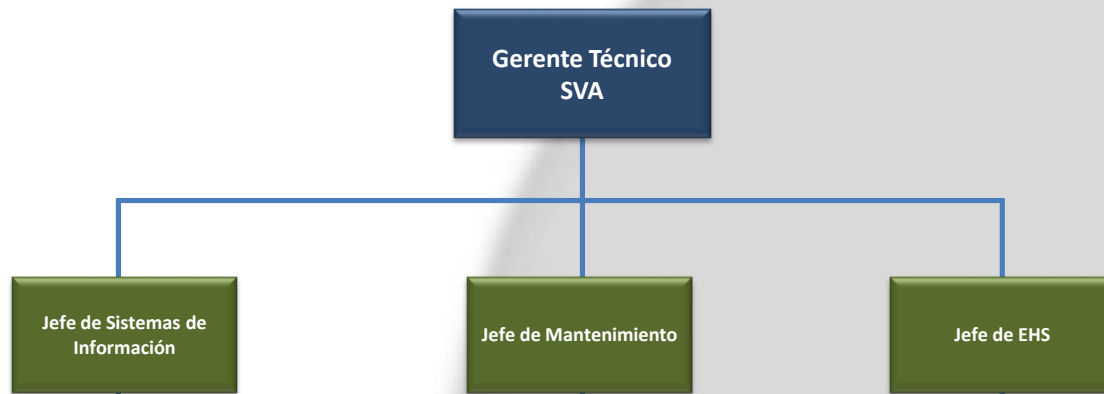 Gerente Técnico
SVA
Jefe de Sistemas de
Información
Jefe de Mantenimiento
Jefe de EHS